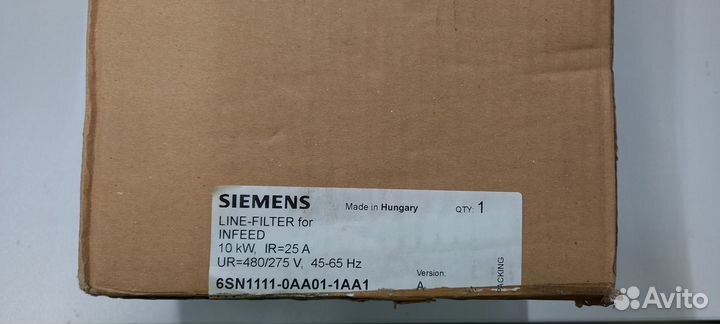 SIEMENS
Made in Hungary
QTY: 1
LINE-FILTER for
INFEED
10 kW, IR=25 A
UR=480/275 V, 45-65 Hz
Version:
6SN1111-0AA01-1AA1
A
PACKING
Avito